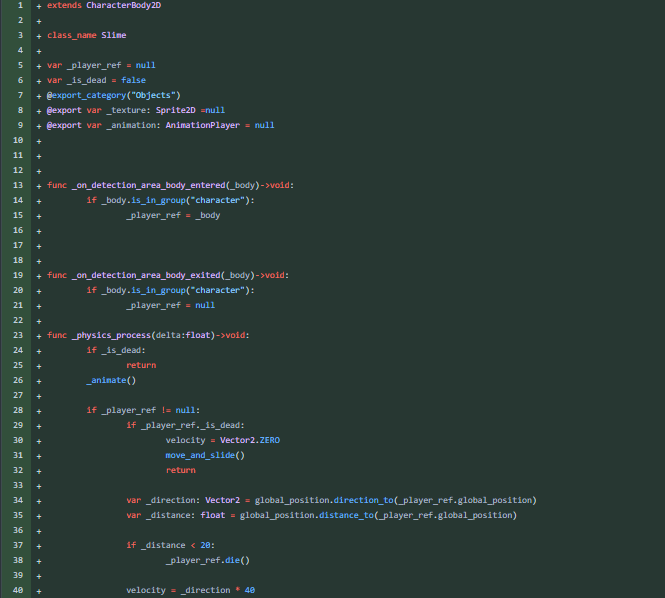 1 + extends CharacterBody2D
2 +
3 + class_name Slime
4 +
5 + var _player_ref = null
6 + var _is_dead = false
7 + @export_category("Objects")
8 + @export var _texture: Sprite2D =null
9 + @export var _animation: AnimationPlayer = null
10 +
11 +
12 +
13 + func _on_detection_area_body_entered(_body)->void:
14 + if _body.is_in_group("character"):
15 + _player_ref = _body
16 +
17 +
18 +
19 + func _on_detection_area_body_exited(_body)->void:
20 + if _body.is_in_group("character"):
21 + _player_ref = null
22 +
23 + func _physics_process(delta:float)->void:
24 + if _is_dead:
25 + return
26 + _animate()
27 +
28 + if _player_ref != null:
29 + if _player_ref._is_dead:
30 + velocity = Vector2.ZERO
31 + move_and_slide()
32 + return
33 +
34 + var _direction: Vector2 = global_position.direction_to(_player_ref.global_position)
35 + var _distance: float = global_position.distance_to(_player_ref.global_position)
36 +
37 + if _distance < 20:
38 + _player_ref.die()
39 +
40 + velocity = _direction * 40